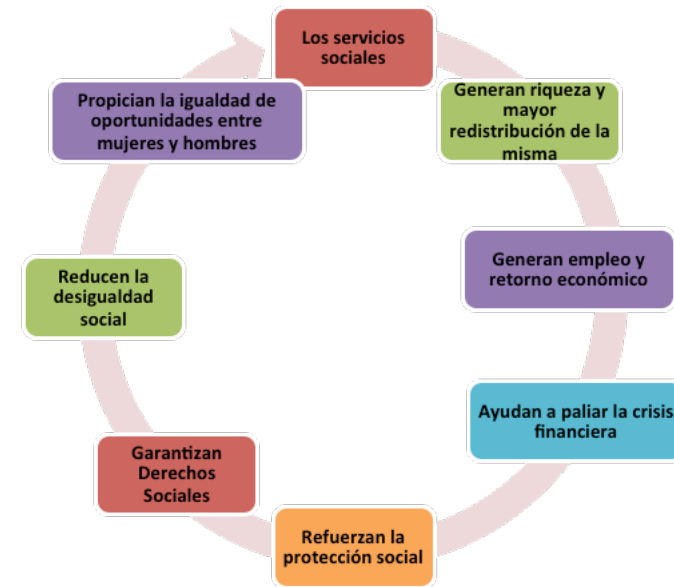 Los servicios
sociales
Generan riqueza y
mayor
redistribución de la
misma
Generan empleo y
retorno económico
Ayudan a paliar la crisis
financiera
Refuerzan la
protección social
Garantizan
Derechos
Sociales
Reducen la
desigualdad
social
Propician la igualdad de
oportunidades entre
mujeres y hombres